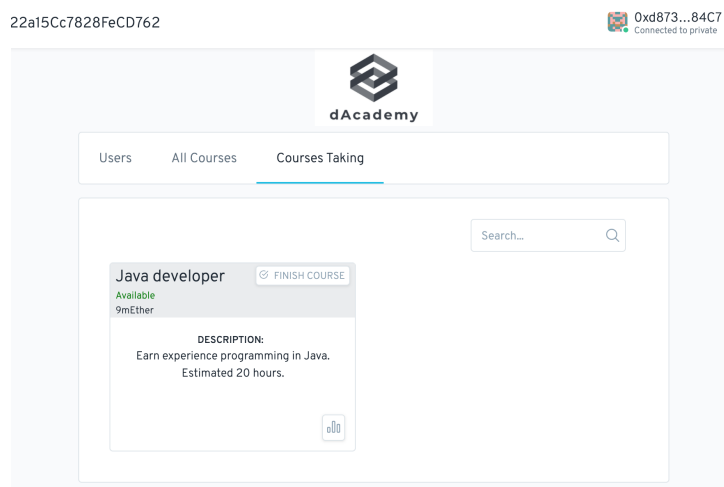 22a15Cc7828FeCD762
0xd873...84C7
Connected to private
dAcademy
Users All Courses Courses Taking
Search...
Java developer FINISH COURSE
Available
9mEther
DESCRIPTION:
Earn experience programming in Java.
Estimated 20 hours.